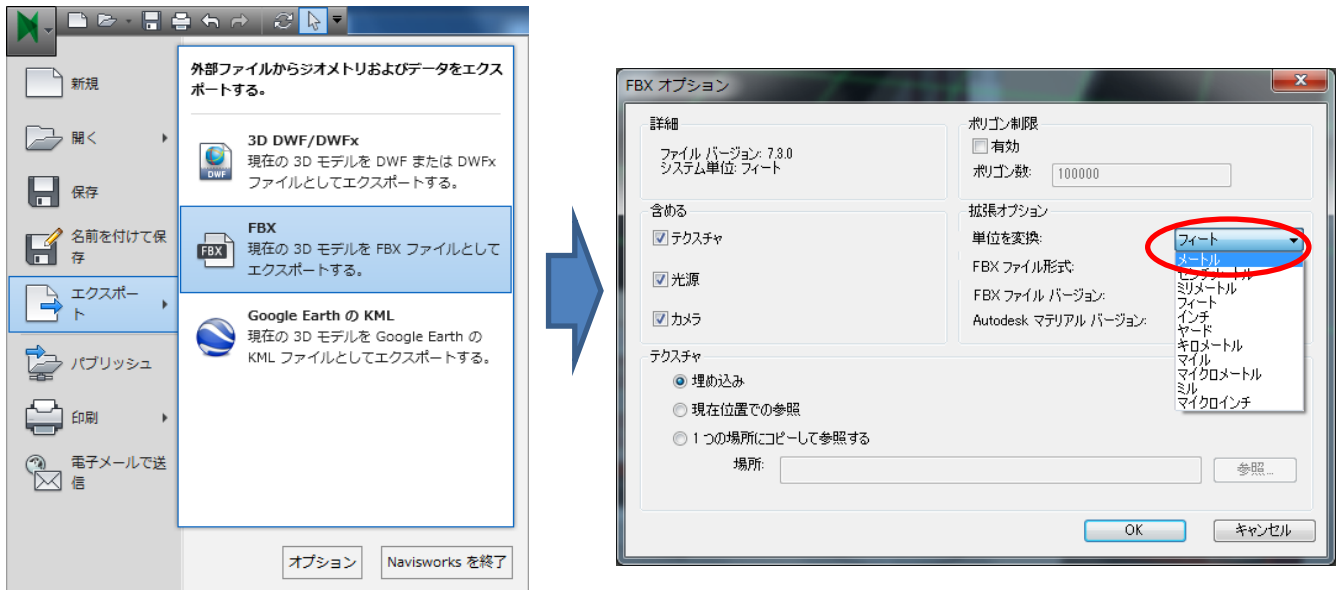 新規
開く
保存
名前を付けて保
存
エクスポー
ト
パブリッシュ
印刷
電子メールで送
信
外部ファイルからジオメトリおよびデータをエクス
ポートする。
3D DWF/DWFx
現在の 3D モデルを DWF または DWFx
ファイルとしてエクスポートする。
DWF
FBX
現在の 3D モデルを FBX ファイルとして
エクスポートする。
FBX
Google Earth の KML
現在の 3D モデルを Google Earth の
KML ファイルとしてエクスポートする。
オプション
Navisworks を終了
FBX オプション
詳細
ファイル バージョン: 7.3.0
システム単位: フィート
ポリゴン制限
有効
ポリゴン数:
100000
含める
テクスチャ
光源
カメラ
拡張オプション
単位を変換:
フィート
FBX ファイル形式:
FBX ファイル バージョン:
Autodesk マテリアル バージョン:
メートル
センチメートル
ミリメートル
フィート
インチ
ヤード
キロメートル
マイル
マイクロメートル
ミル
マイクロインチ
テクスチャ
埋め込み
現在位置での参照
1 つの場所にコピーして参照する
場所:
参照...
OK
キャンセル